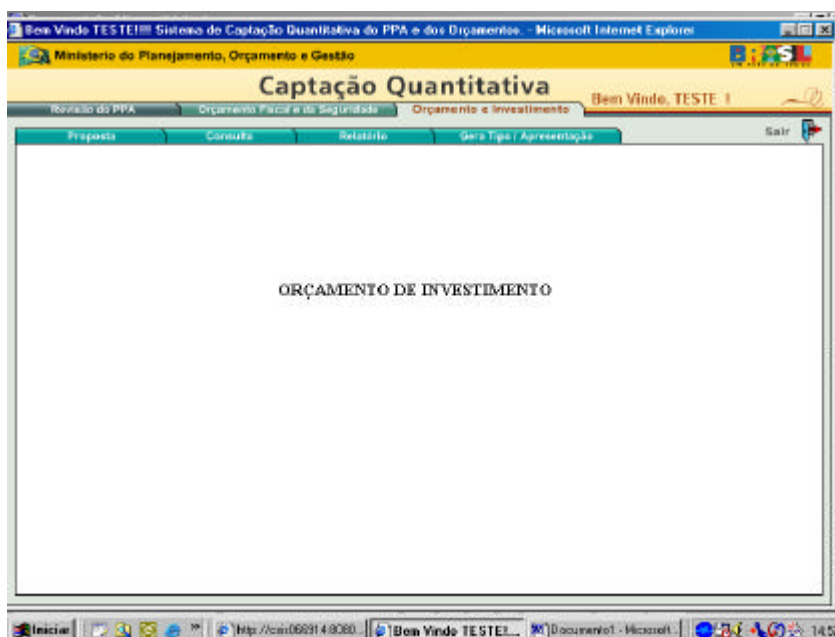 Bem Vindo TESTE!!!! Sistema de Captação Quantitativa do PPA e dos Orçamentos. - Microsoft Internet Explorer
Ministerio do Planejamento, Orçamento e Gestão
BRASIL
Captação Quantitativa
Bem Vindo, TESTE !
Revisão do PPA Orçamento Fiscal e da Seguridade Orçamento e Investimento
Proposta Consulta Relatório Gera Tipo / Apresentação Sair
ORÇAMENTO DE INVESTIMENTO
Iniciar Bem Vindo TESTE!... Documento1 - Microsoft...